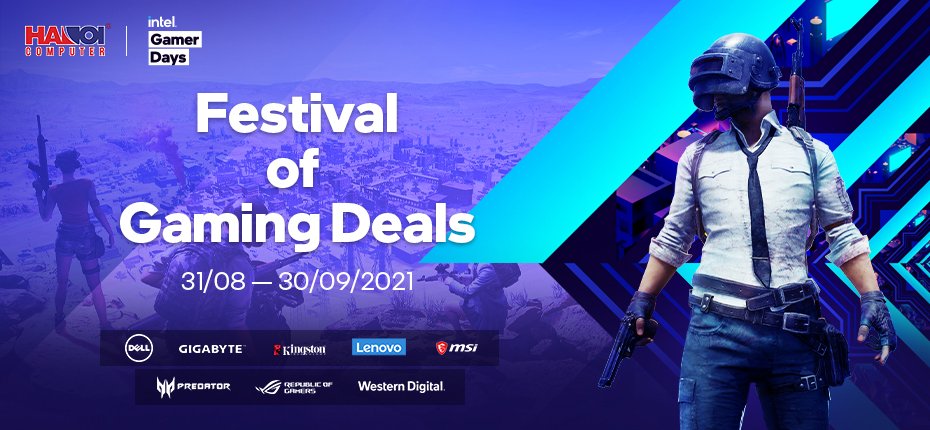 HANOI
COMPUTER
intel.
Gamer
Days
Festival
of
Gaming Deals
31/08 — 30/09/2021
DELL GIGABYTE™ Kingston Lenovo msi
PREDATOR REPUBLIC OF GAMERS Western Digital.